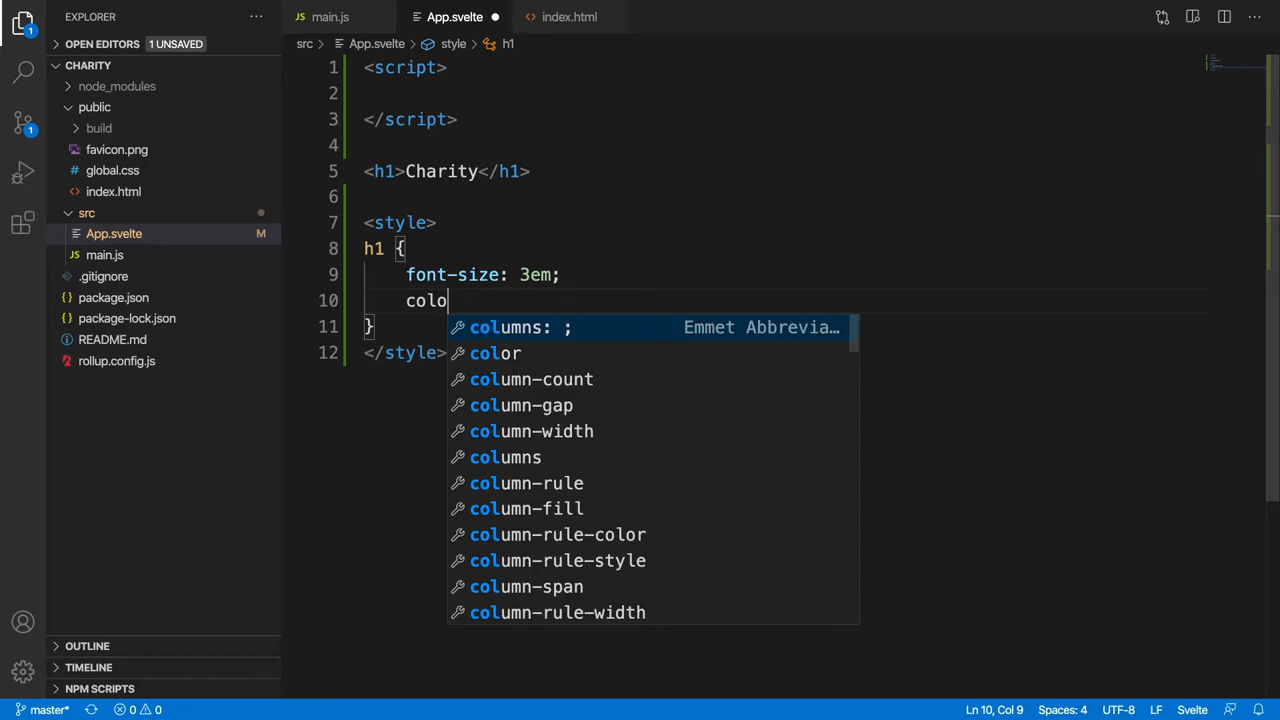 EXPLORER
main.js
App.svelte
index.html
OPEN EDITORS 1 UNSAVED
src App.svelte style h1
CHARITY
node_modules
public
build
favicon.png
global.css
index.html
src
App.svelte M
main.js
.gitignore
package.json
package-lock.json
README.md
rollup.config.js
1 <script>
2
3 </script>
4
5 <h1>Charity</h1>
6
7 <style>
8 h1 {
9 font-size: 3em;
10 colo
11 }
12 </style>
columns: ; Emmet Abbrevia…
color
column-count
column-gap
column-width
columns
column-rule
column-fill
column-rule-color
column-rule-style
column-span
column-rule-width
OUTLINE
TIMELINE
NPM SCRIPTS
1
1
master* 0 0 Ln 10, Col 9 Spaces: 4 UTF-8 LF Svelte